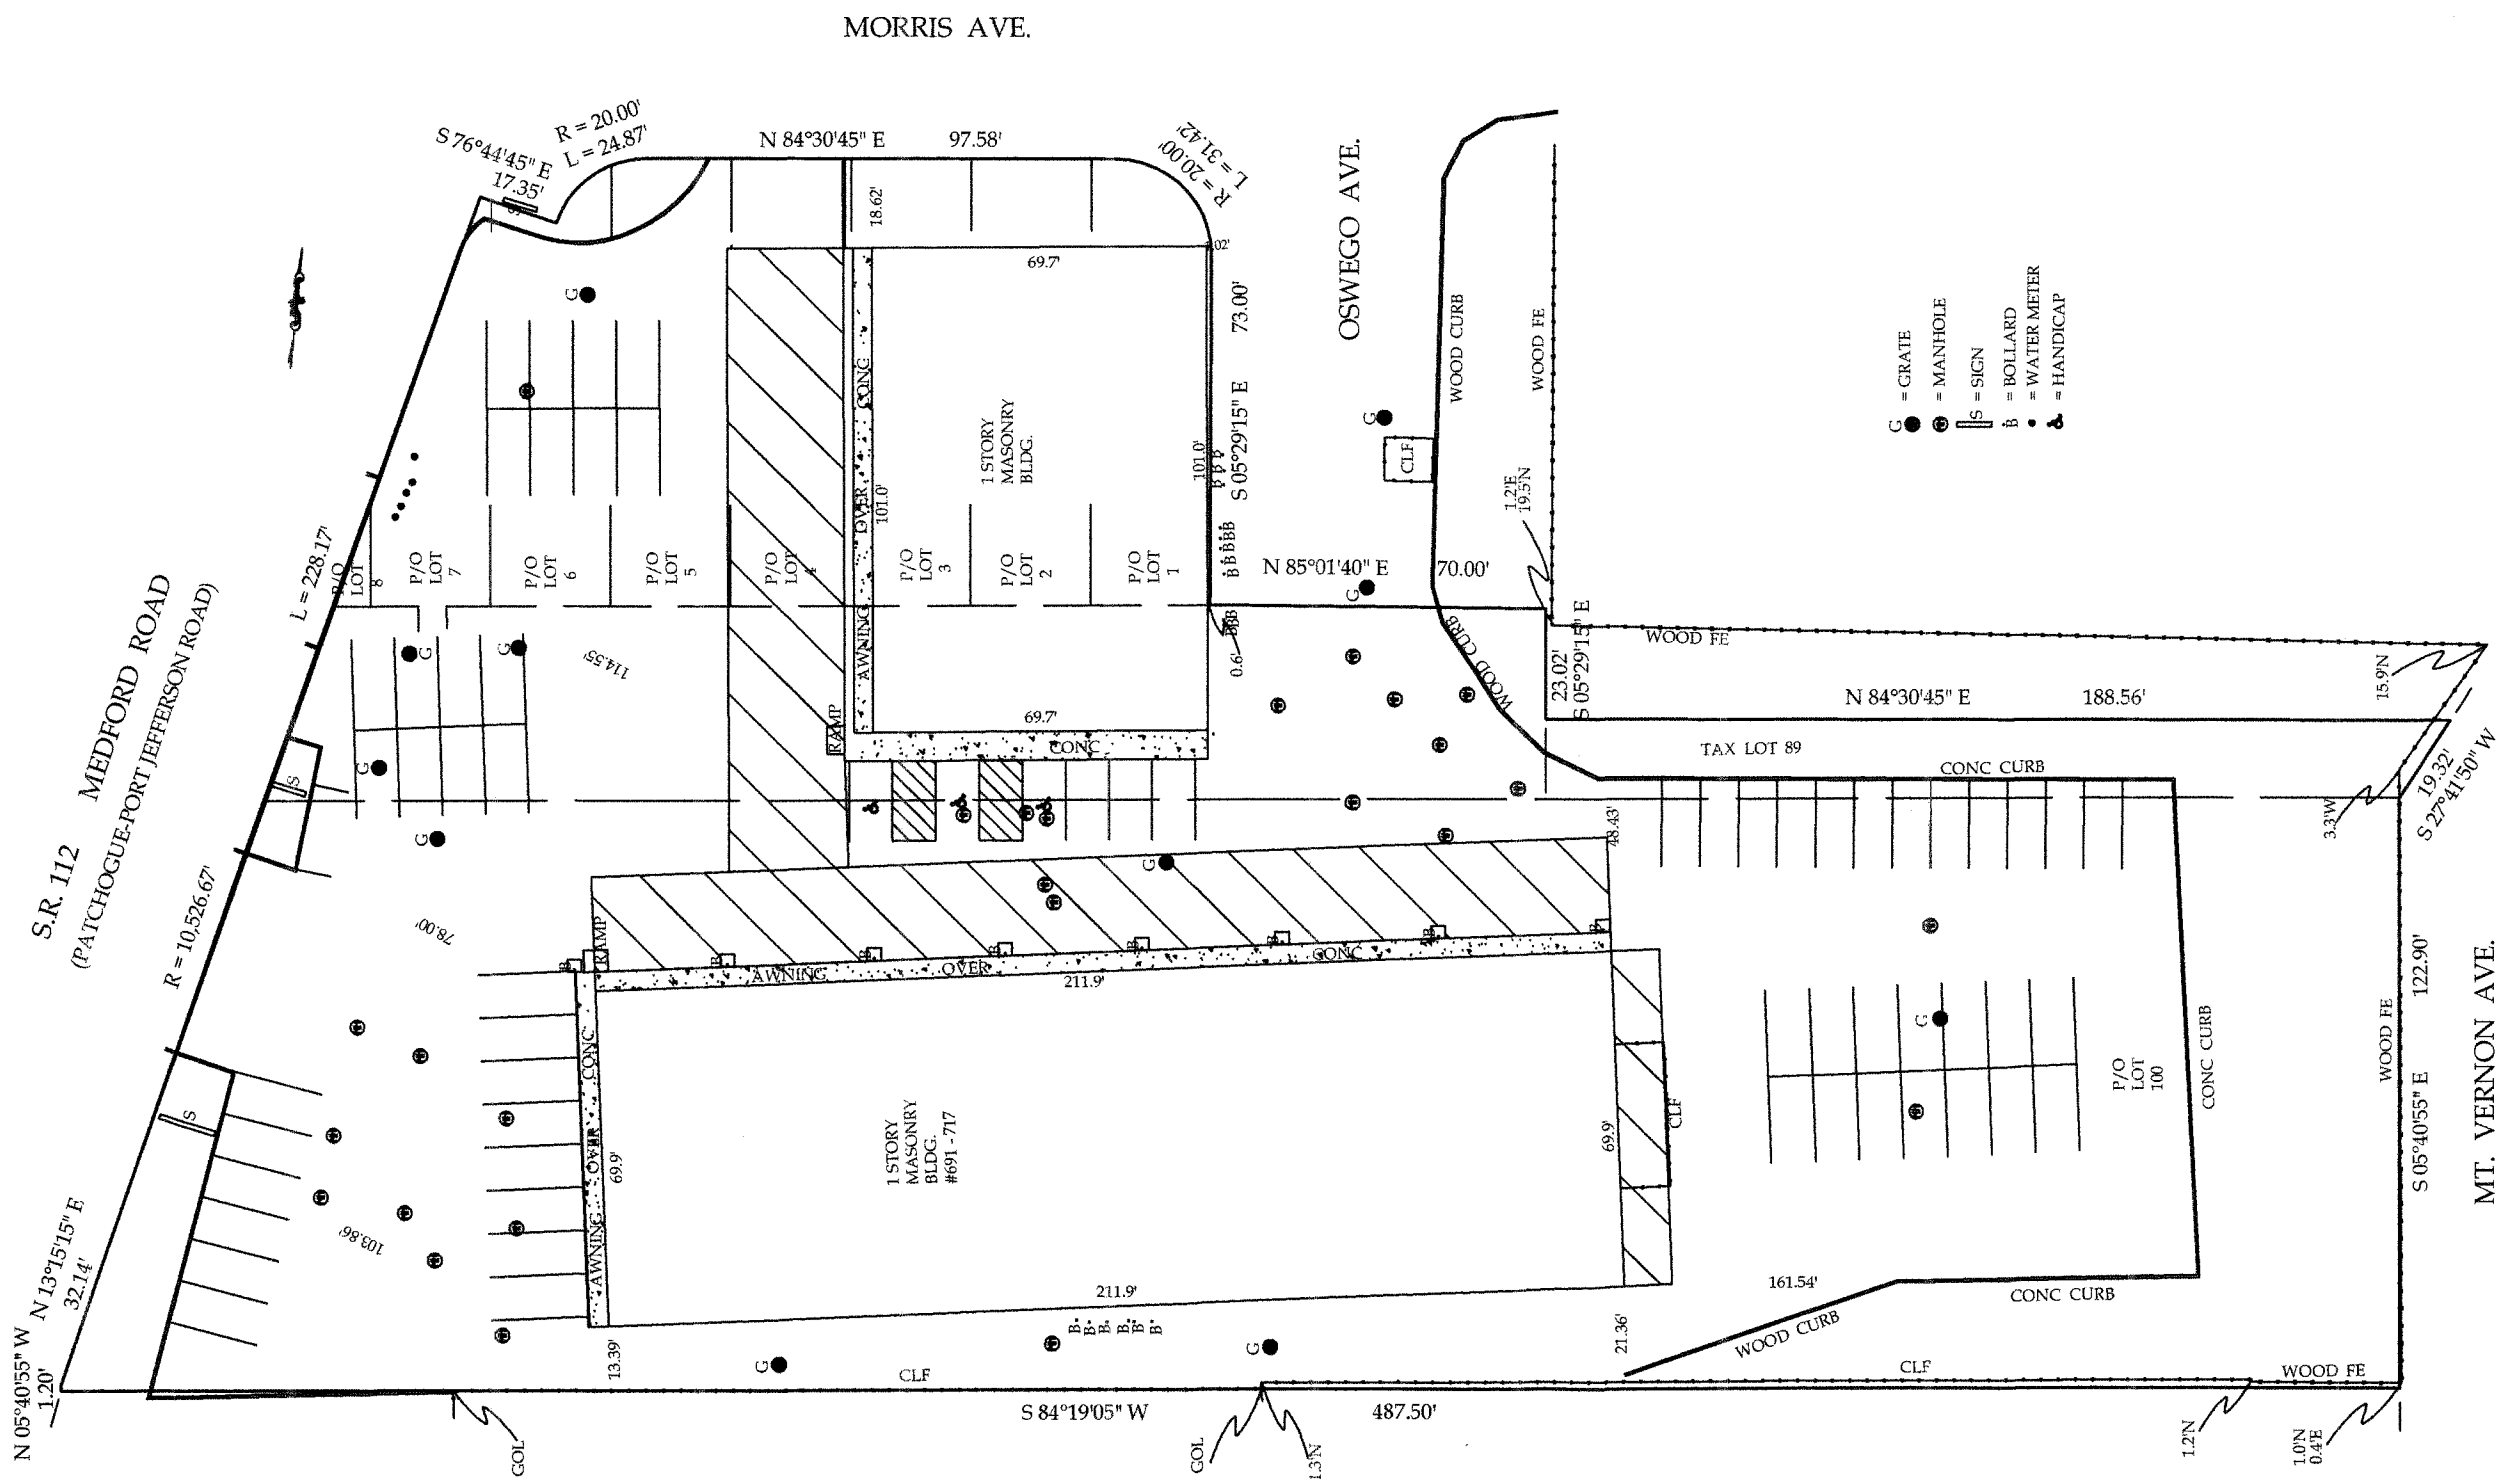 MORRIS AVE.
S 76°44'45" E
17.35'
R = 20.00'
L = 24.87'
N 84°30'45" E 97.58'
R = 20.00'
L = 31.42'
18.62'
69.7'
73.00'
S 05°29'15" E
OSWEGO AVE.
WOOD CURB
WOOD FE
G
G
CLF
1.2'E
19.5'N
G = GRATE
= MANHOLE
S = SIGN
B = BOLLARD
= WATER METER
= HANDICAP
S
CONC
OVER
AWNING
101.0'
1 STORY
MASONRY
BLDG.
101.0'
B B B
B B B B B
L = 228.17'
P/O
LOT
8
P/O
LOT
7
P/O
LOT
6
P/O
LOT
5
P/O
LOT
4
P/O
LOT
3
P/O
LOT
2
P/O
LOT
1
N 85°01'40" E 70.00'
G
S.R. 112 MEDFORD ROAD
(PATCHOGUE-PORT JEFFERSON ROAD)
R = 10,526.67'
G
G
114.55'
0.6'
WOOD CURB
WOOD FE
23.02'
S 05°29'15" E
N 84°30'45" E 188.56'
15.9'N
RAMP
69.7'
CONC
TAX LOT 89
CONC CURB
19.32'
S 27°41'50" W
3.3'W
S
G
G
G
48.43'
78.00'
RAMP
B
B
B
B
B
B
B
B
AWNING OVER CONC
211.9'
CONC
OVER
AWNING
69.9'
1 STORY
MASONRY
BLDG.
#691 - 717
69.9'
CLF
G
P/O
LOT
100
CONC CURB
WOOD FE
122.90'
S 05°40'55" E
MT. VERNON AVE.
S
103.86'
N 13°15'15" E
32.14'
N 05°40'55" W
1.20'
211.9'
B B B B B B
161.54'
CONC CURB
WOOD CURB
13.39'
G
G
21.36'
CLF
CLF
WOOD FE
S 84°19'05" W 487.50'
GOL
GOL
1.3'N
1.2'N
1.0'N
0.4'E